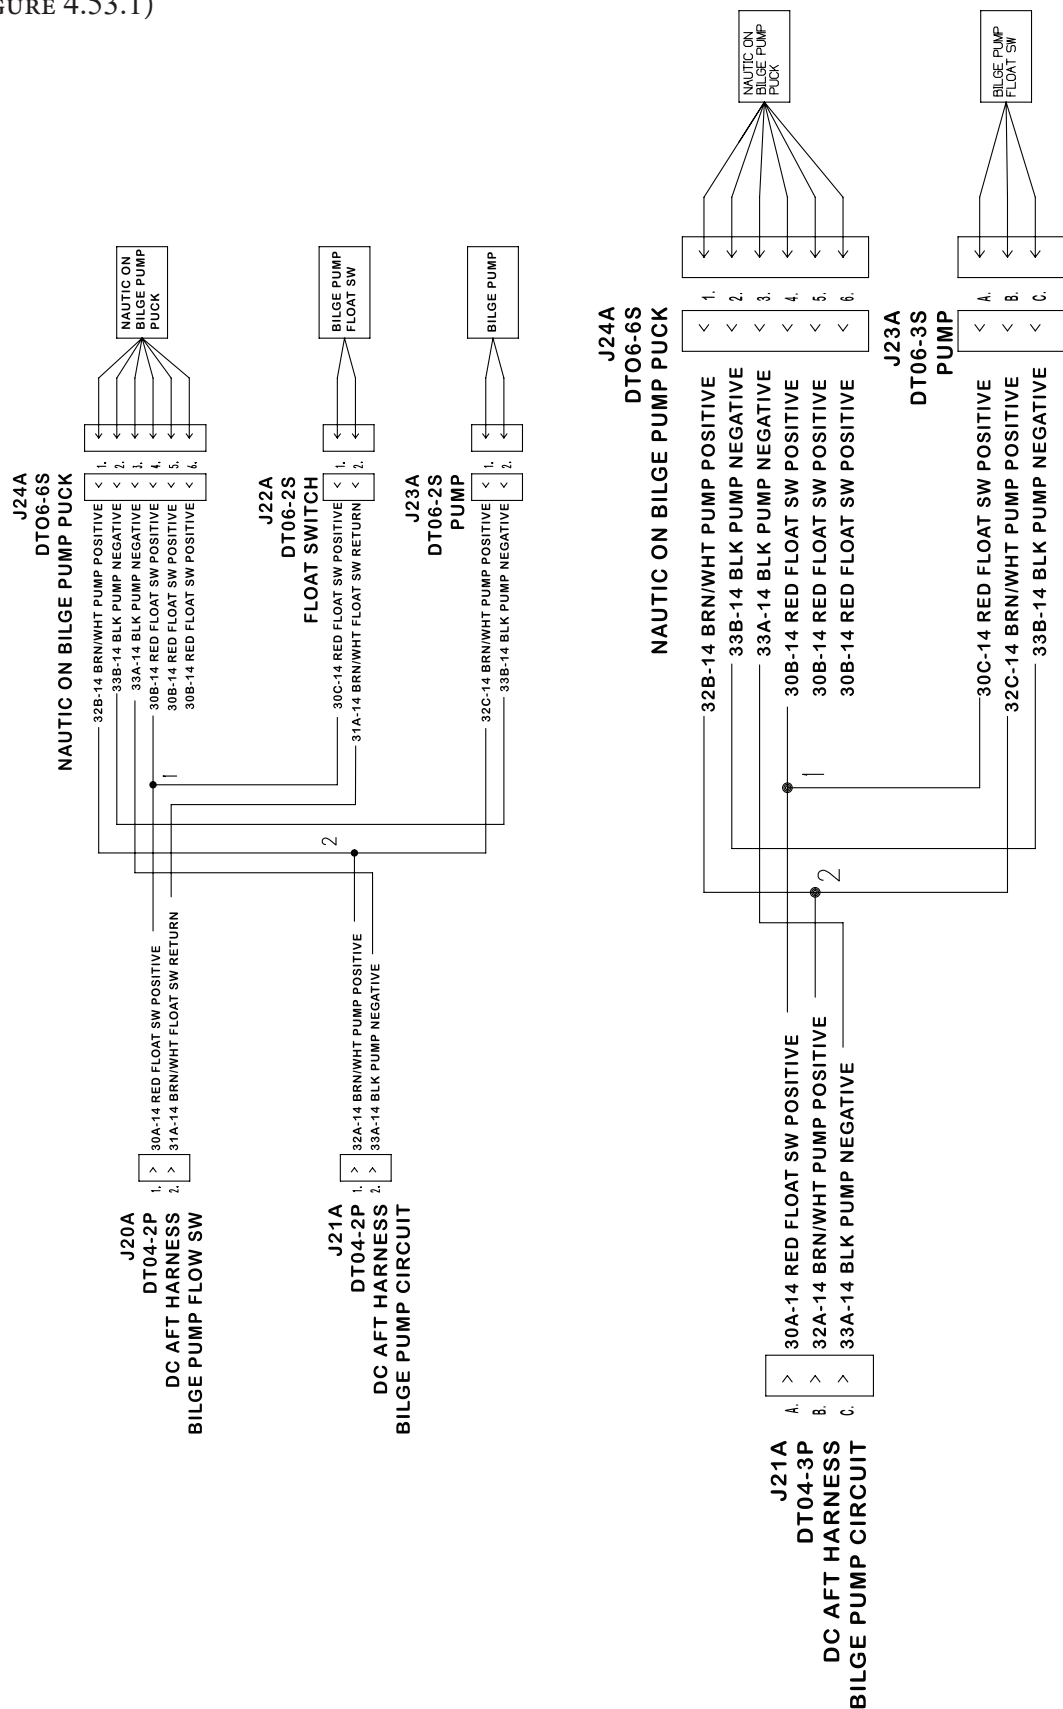 GURE 4.53.1)
NAUTIC ON
BILGE PUMP
PUCK
J24A
DTO6-6S
NAUTIC ON BILGE PUMP PUCK
1.
2.
3.
4.
5.
6.
32B-14 BRN/WHT PUMP POSITIVE
33B-14 BLK PUMP NEGATIVE
33A-14 BLK PUMP NEGATIVE
30B-14 RED FLOAT SW POSITIVE
30B-14 RED FLOAT SW POSITIVE
30B-14 RED FLOAT SW POSITIVE
BILGE PUMP
FLOAT SW
J22A
DT06-2S
FLOAT SWITCH
1.
2.
30C-14 RED FLOAT SW POSITIVE
31A-14 BRN/WHT FLOAT SW RETURN
BILGE PUMP
J23A
DT06-2S
PUMP
1.
2.
32C-14 BRN/WHT PUMP POSITIVE
33B-14 BLK PUMP NEGATIVE
1
2
30A-14 RED FLOAT SW POSITIVE
31A-14 BRN/WHT FLOAT SW RETURN
1.
2.
J20A
DT04-2P
DC AFT HARNESS
BILGE PUMP FLOW SW
32A-14 BRN/WHT PUMP POSITIVE
33A-14 BLK PUMP NEGATIVE
1.
2.
J21A
DT04-2P
DC AFT HARNESS
BILGE PUMP CIRCUIT
NAUTIC ON
BILGE PUMP
PUCK
J24A
DTO6-6S
NAUTIC ON BILGE PUMP PUCK
1.
2.
3.
4.
5.
6.
32B-14 BRN/WHT PUMP POSITIVE
33B-14 BLK PUMP NEGATIVE
33A-14 BLK PUMP NEGATIVE
30B-14 RED FLOAT SW POSITIVE
30B-14 RED FLOAT SW POSITIVE
30B-14 RED FLOAT SW POSITIVE
BILGE PUMP
FLOAT SW
J23A
DT06-3S
PUMP
A.
B.
C.
30C-14 RED FLOAT SW POSITIVE
32C-14 BRN/WHT PUMP POSITIVE
33B-14 BLK PUMP NEGATIVE
1
2
30A-14 RED FLOAT SW POSITIVE
32A-14 BRN/WHT PUMP POSITIVE
33A-14 BLK PUMP NEGATIVE
A.
B.
C.
J21A
DT04-3P
DC AFT HARNESS
BILGE PUMP CIRCUIT